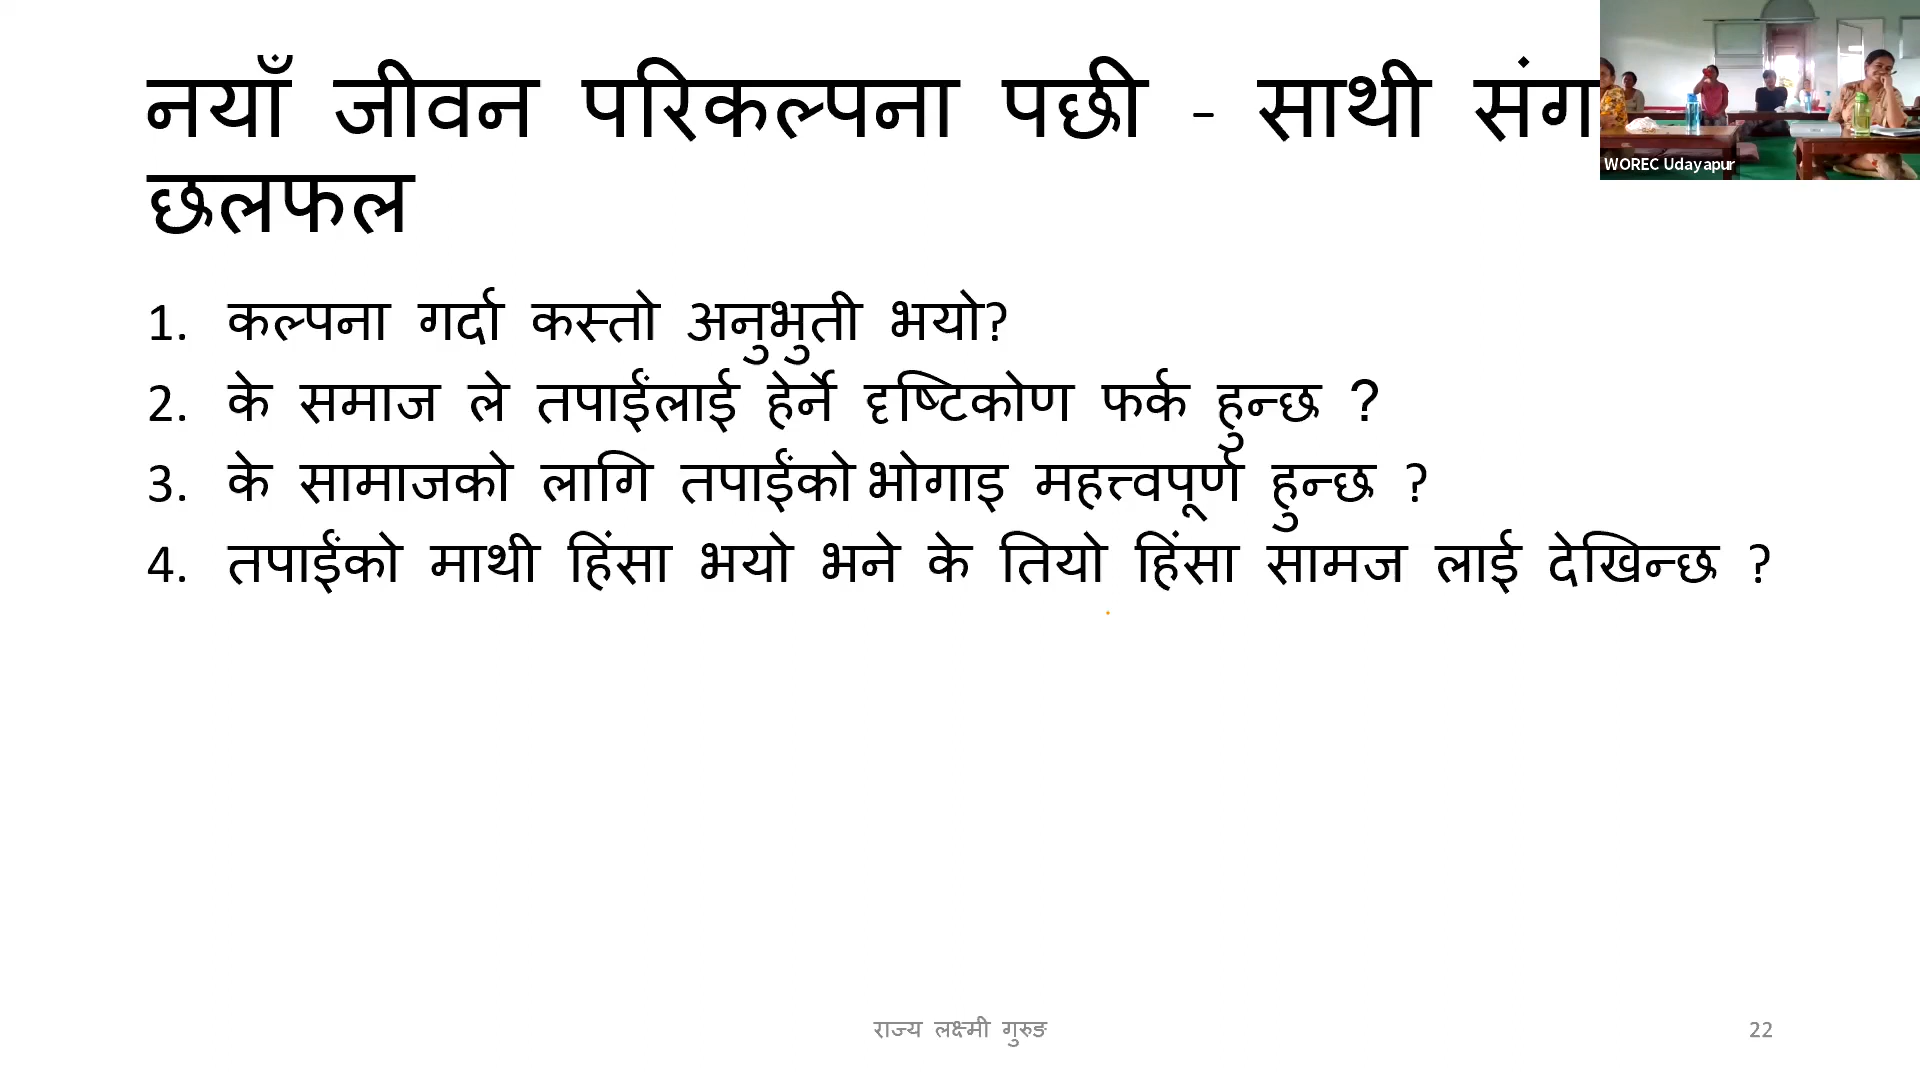 नयाँ जीवन परिकल्पना पछी - साथी संग
छलफल
WOREC Udayapur
1. कल्पना गर्दा कस्तो अनुभुती भयो?
2. के समाज ले तपाईंलाई हेर्ने दृष्टिकोण फर्क हुन्छ ?
3. के सामाजको लागि तपाईंको भोगाइ महत्त्वपूर्ण हुन्छ ?
4. तपाईंको माथी हिंसा भयो भने के तियो हिंसा सामज लाई देखिन्छ ?
राज्य लक्ष्मी गुरुङ
22